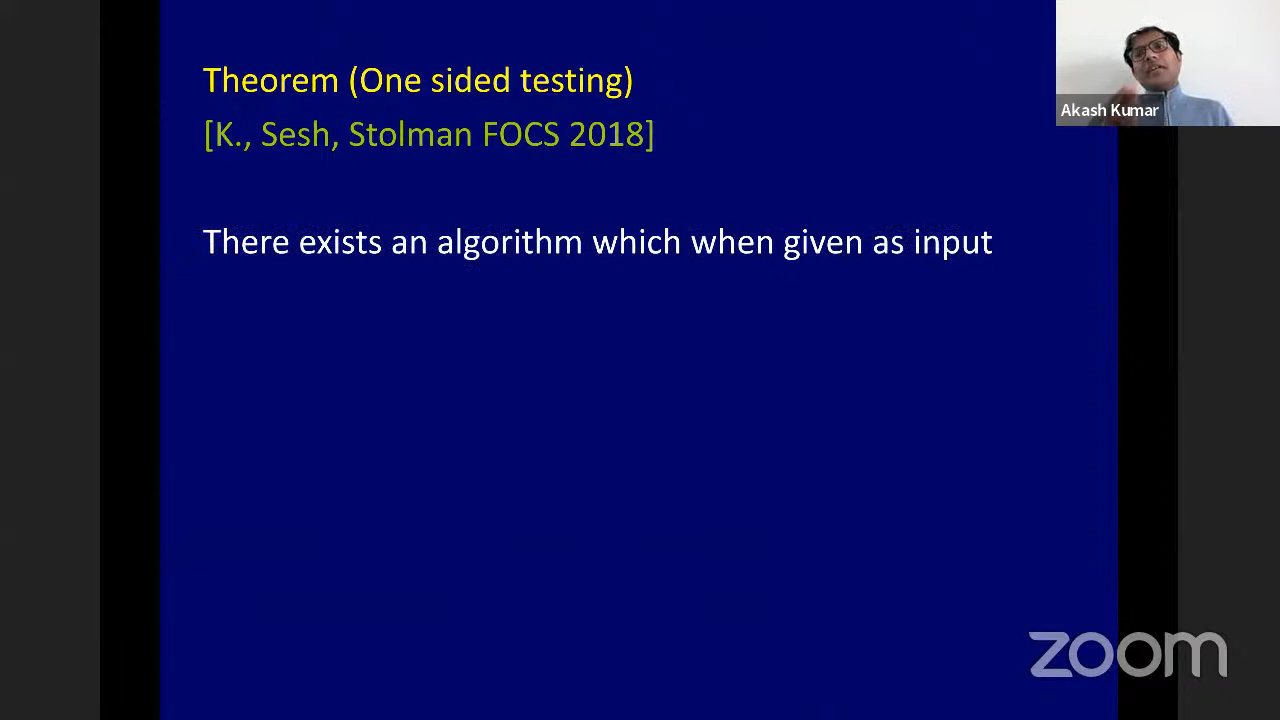 Theorem (One sided testing)
[K., Sesh, Stolman FOCS 2018]
There exists an algorithm which when given as input
Akash Kumar
zoom